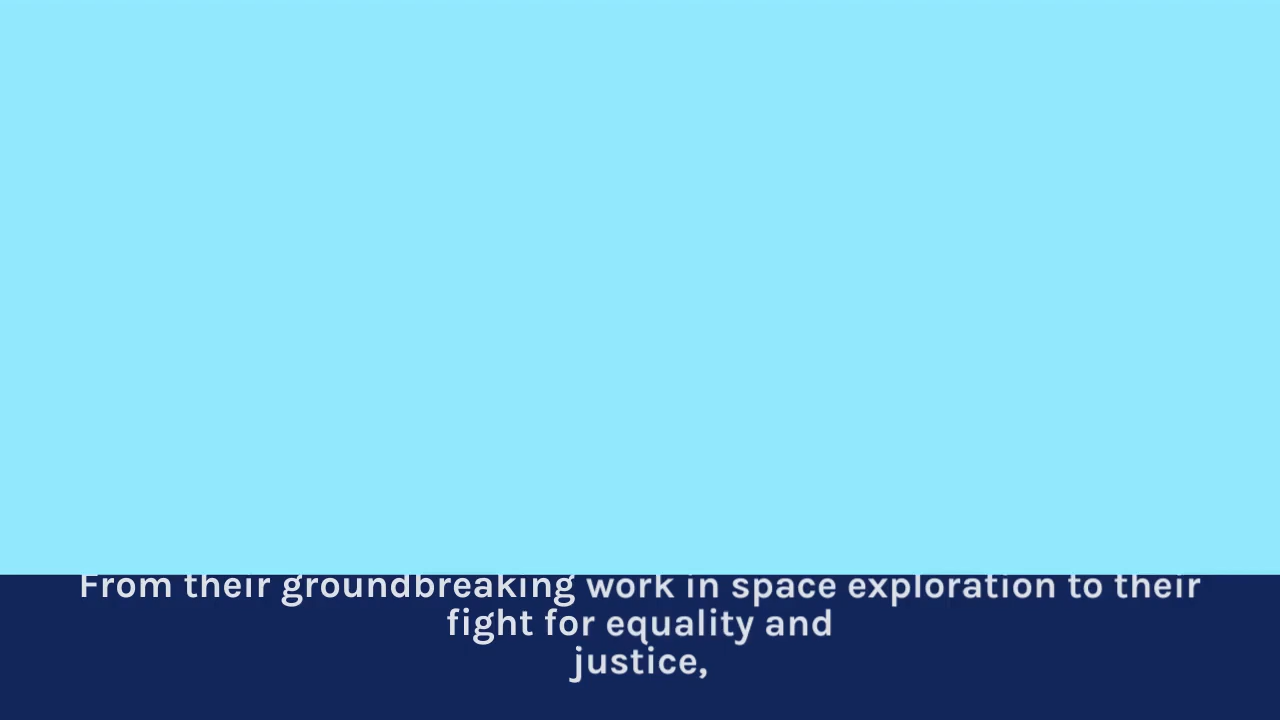 From their groundbreaking work in space exploration to their
fight for equality and
justice,